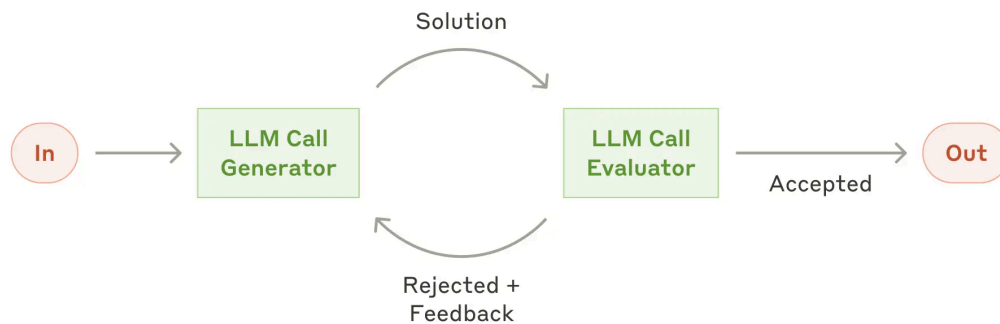 Solution
In
LLM Call
Generator
LLM Call
Evaluator
Out
Accepted
Rejected +
Feedback